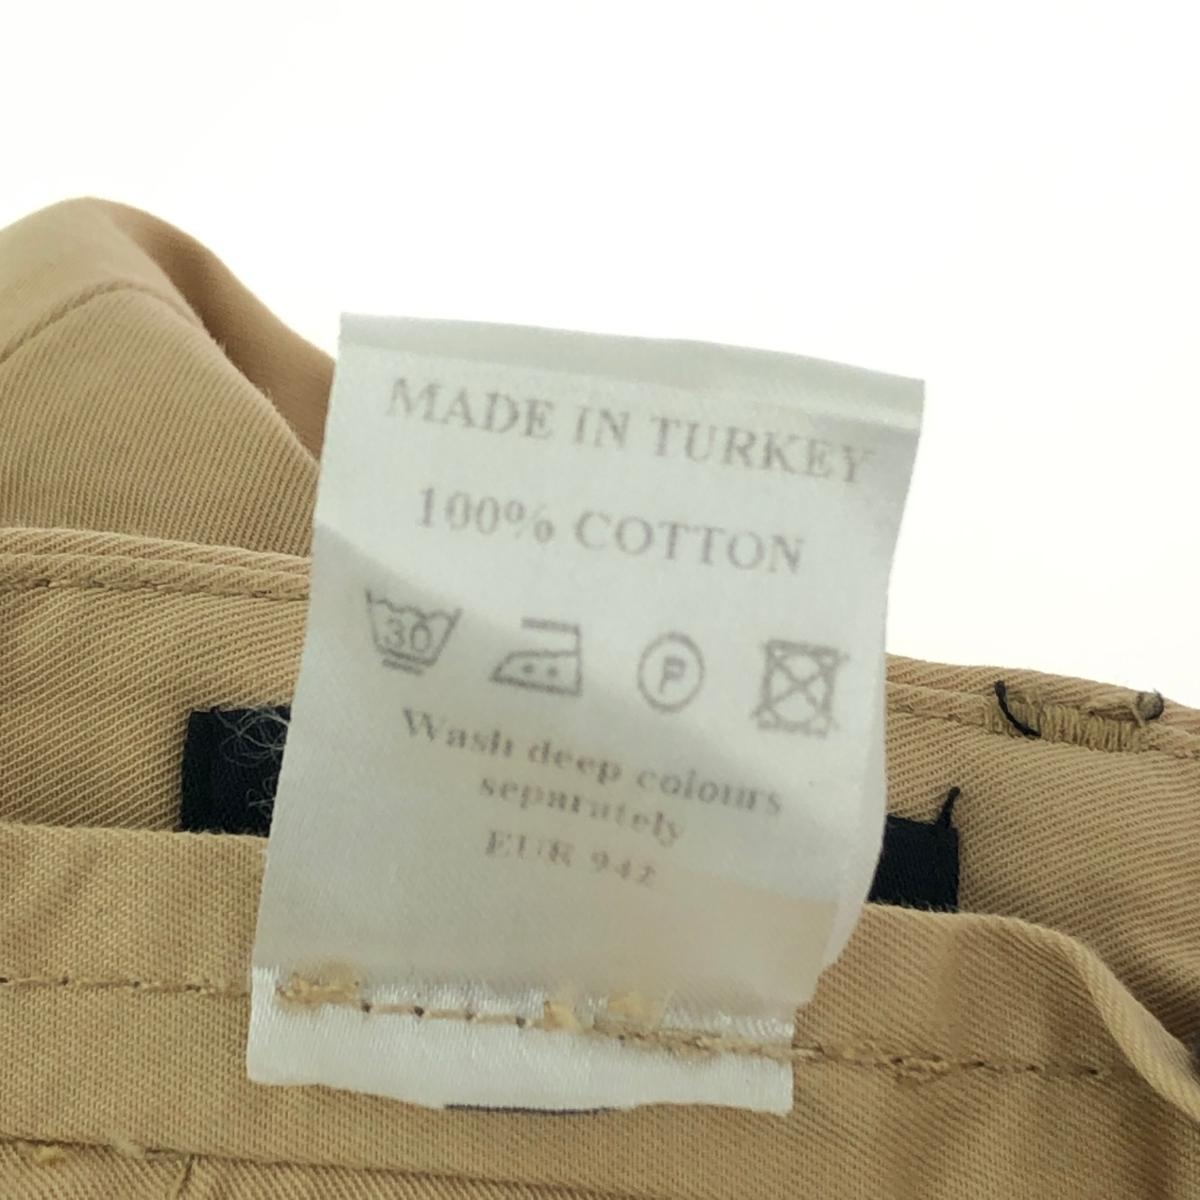 MADE IN TURKEY
100% COTTON
30 P
Wash deep colours
separately
EUR 942